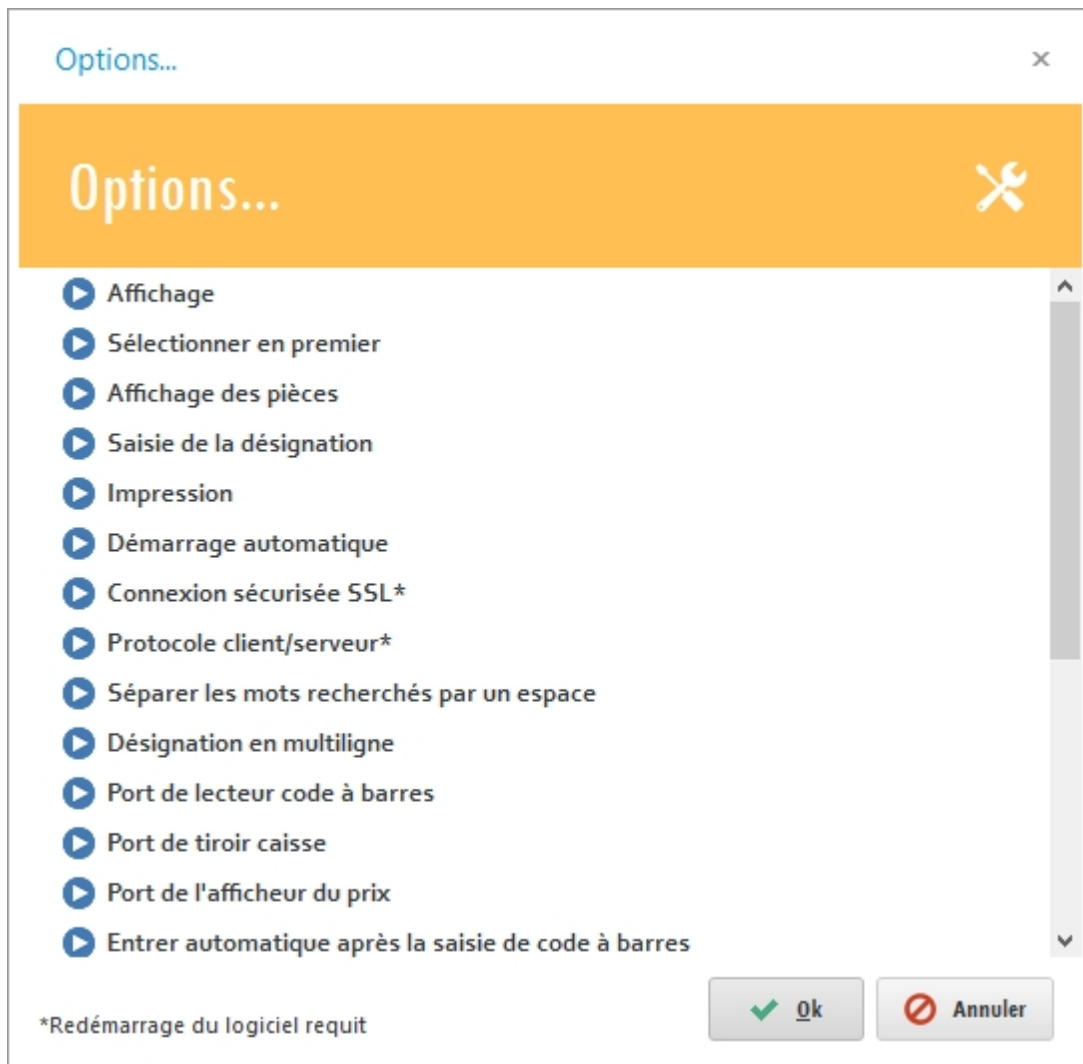 Options...
Options...
Affichage
Sélectionner en premier
Affichage des pièces
Saisie de la désignation
Impression
Démarrage automatique
Connexion sécurisée SSL*
Protocole client/serveur*
Séparer les mots recherchés par un espace
Désignation en multiligne
Port de lecteur code à barres
Port de tiroir caisse
Port de l'afficheur du prix
Entrer automatique après la saisie de code à barres
*Redémarrage du logiciel requit
Ok
Annuler